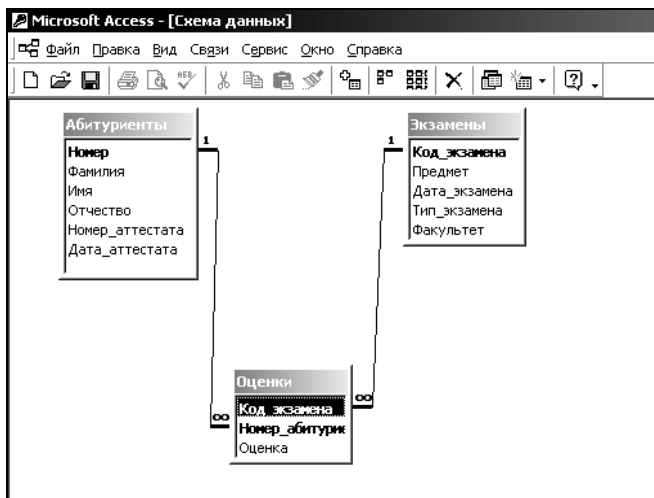 Microsoft Access - [Схема данных]
Файл Правка Вид Связи Сервис Окно Справка
Абитуриенты
Номер
Фамилия
Имя
Отчество
Номер_аттестата
Дата_аттестата
1
1
Экзамены
Код_экзамена
Предмет
Дата_экзамена
Тип_экзамена
Факультет
Оценки
Код_экзамена
Номер_абитури
Оценка
∞
∞